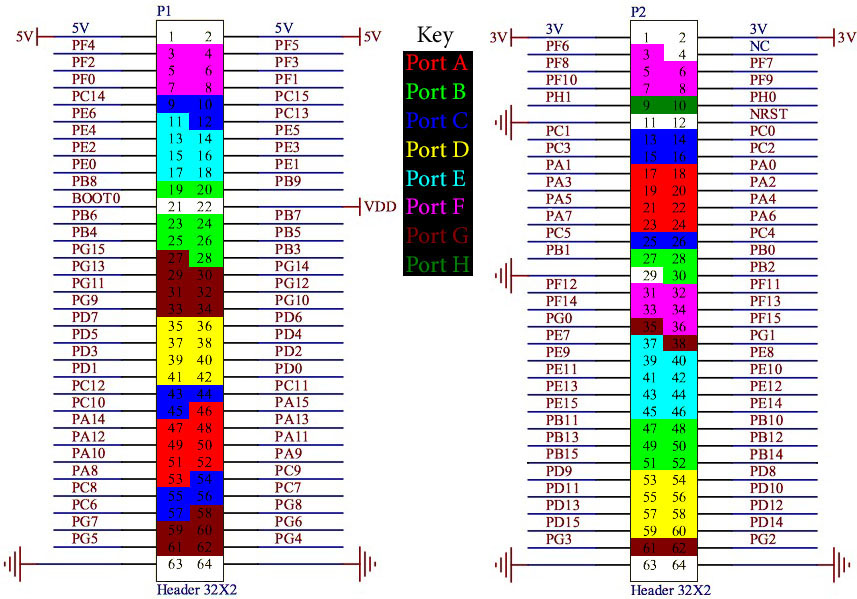 P1
5V 5V 1 2 5V 5V
PF4 3 4 PF5
PF2 5 6 PF3
PF0 7 8 PF1
PC14 9 10 PC15
PE6 11 12 PC13
PE4 13 14 PE5
PE2 15 16 PE3
PE0 17 18 PE1
PB8 19 20 PB9
BOOT0 21 22 VDD
PB6 23 24 PB7
PB4 25 26 PB5
PG15 27 28 PB3
PG13 29 30 PG14
PG11 31 32 PG12
PG9 33 34 PG10
PD7 35 36 PD6
PD5 37 38 PD4
PD3 39 40 PD2
PD1 41 42 PD0
PC12 43 44 PC11
PC10 45 46 PA15
PA14 47 48 PA13
PA12 49 50 PA11
PA10 51 52 PA9
PA8 53 54 PC9
PC8 55 56 PC7
PC6 57 58 PG8
PG7 59 60 PG6
PG5 61 62 PG4
63 64
Header 32X2
Key
Port A
Port B
Port C
Port D
Port E
Port F
Port G
Port H
P2
3V 3V 1 2 3V 3V
PF6 3 4 NC
PF8 5 6 PF7
PF10 7 8 PF9
PH1 9 10 PH0
11 12 NRST
PC1 13 14 PC0
PC3 15 16 PC2
PA1 17 18 PA0
PA3 19 20 PA2
PA5 21 22 PA4
PA7 23 24 PA6
PC5 25 26 PC4
PB1 27 28 PB0
29 30 PB2
PF12 31 32 PF11
PF14 33 34 PF13
PG0 35 36 PF15
PE7 37 38 PG1
PE9 39 40 PE8
PE11 41 42 PE10
PE13 43 44 PE12
PE15 45 46 PE14
PB11 47 48 PB10
PB13 49 50 PB12
PB15 51 52 PB14
PD9 53 54 PD8
PD11 55 56 PD10
PD13 57 58 PD12
PD15 59 60 PD14
PG3 61 62 PG2
63 64
Header 32X2